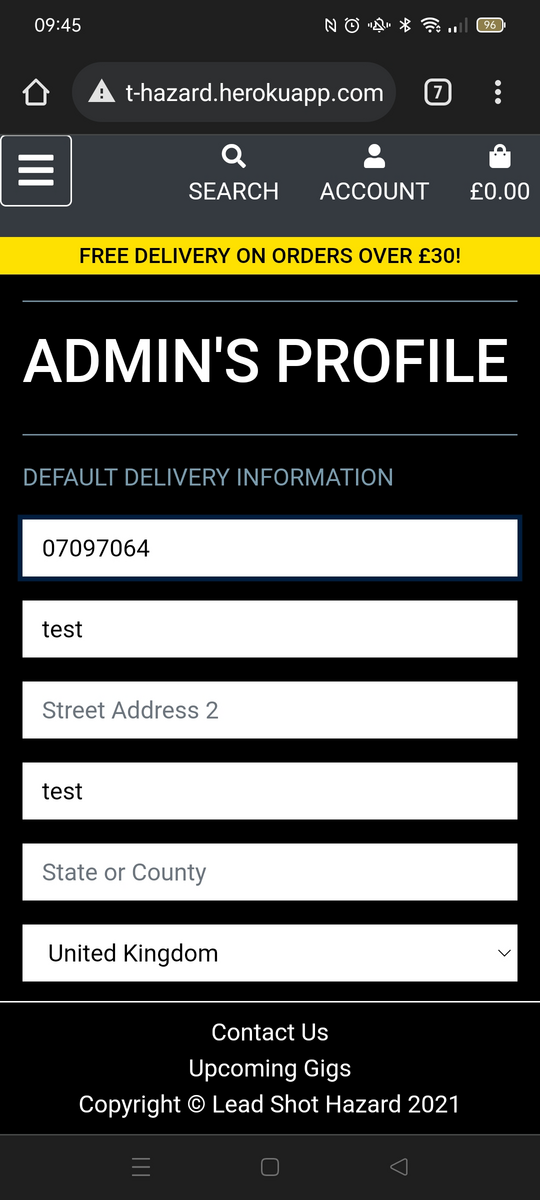 09:45
96
t-hazard.herokuapp.com
7
SEARCH
ACCOUNT
£0.00
FREE DELIVERY ON ORDERS OVER £30!
ADMIN'S PROFILE
DEFAULT DELIVERY INFORMATION
07097064
test
Street Address 2
test
State or County
United Kingdom
Contact Us
Upcoming Gigs
Copyright © Lead Shot Hazard 2021